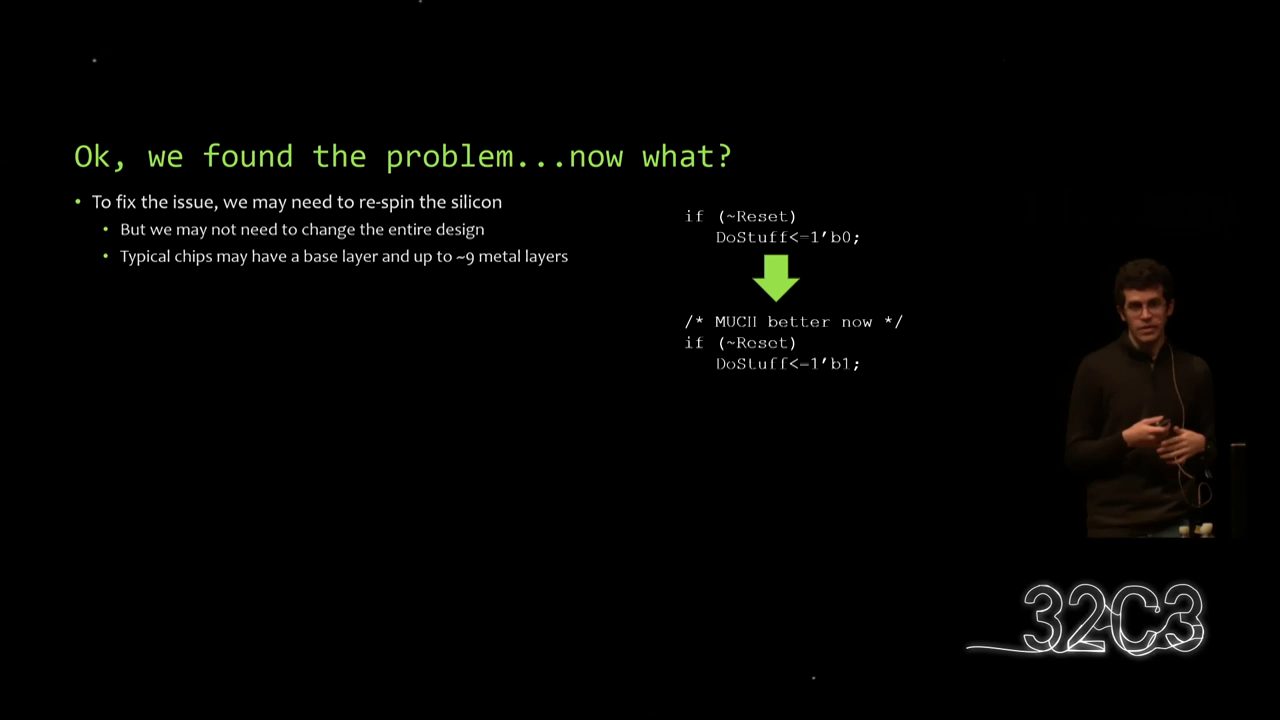 Ok, we found the problem...now what?
• To fix the issue, we may need to re-spin the silicon
• But we may not need to change the entire design
• Typical chips may have a base layer and up to ~9 metal layers
if (~Reset)
DoStuff<=1'b0;
/* MUCH better now */
if (~Reset)
DoStuff<=1'b1;
32C3